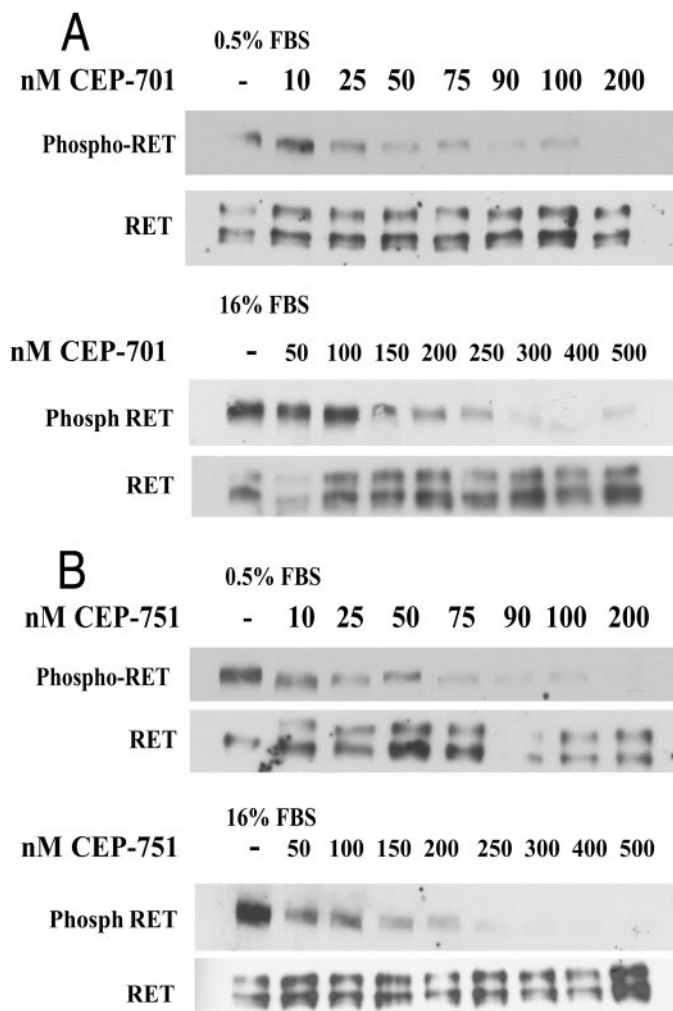 A
0.5% FBS
nM CEP-701 - 10 25 50 75 90 100 200
Phospho-RET
RET
16% FBS
nM CEP-701 - 50 100 150 200 250 300 400 500
Phosph RET
RET
B
0.5% FBS
nM CEP-751 - 10 25 50 75 90 100 200
Phospho-RET
RET
16% FBS
nM CEP-751 - 50 100 150 200 250 300 400 500
Phosph RET
RET